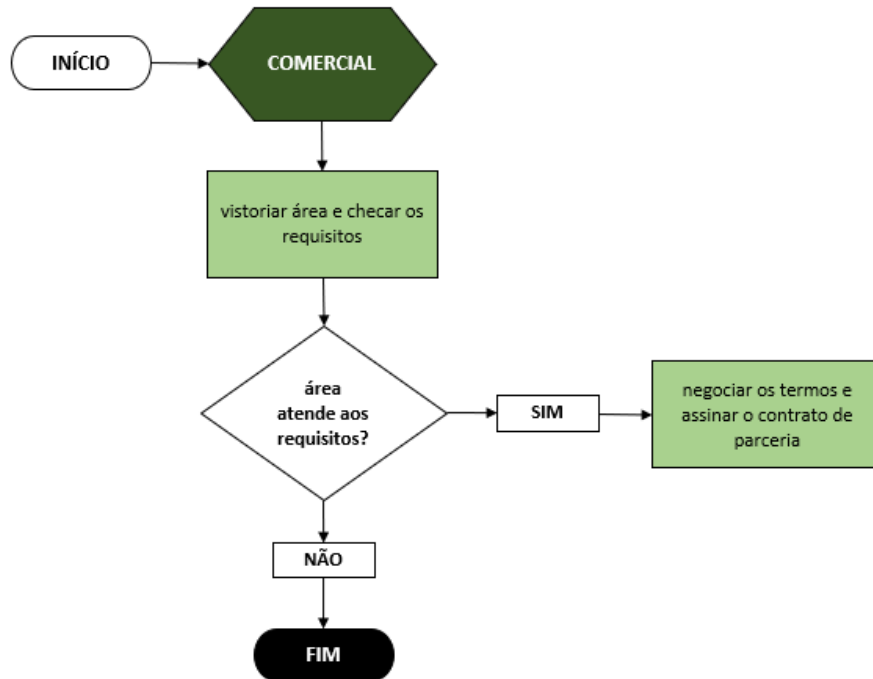 INÍCIO
COMERCIAL
vistoriar área e checar os
requisitos
área
atende aos
requisitos?
SIM
negociar os termos e
assinar o contrato de
parceria
NÃO
FIM